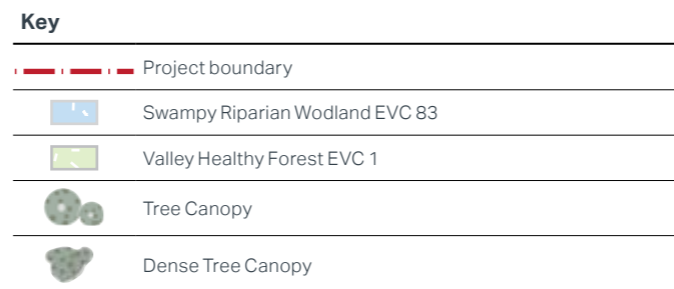 Key
Project boundary
Swampy Riparian Wodland EVC 83
Valley Healthy Forest EVC 1
Tree Canopy
Dense Tree Canopy